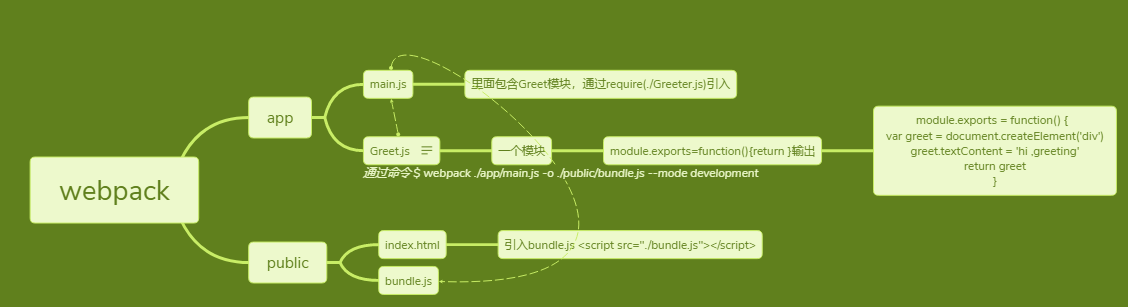 webpack
app
main.js
里面包含Greet模块，通过require(./Greeter.js)引入
Greet.js
一个模块
module.exports=function(){return }输出
module.exports = function() {
var greet = document.createElement('div')
greet.textContent = 'hi ,greeting'
return greet
}
通过命令 $ webpack ./app/main.js -o ./public/bundle.js --mode development
public
index.html
引入bundle.js <script src="./bundle.js"></script>
bundle.js